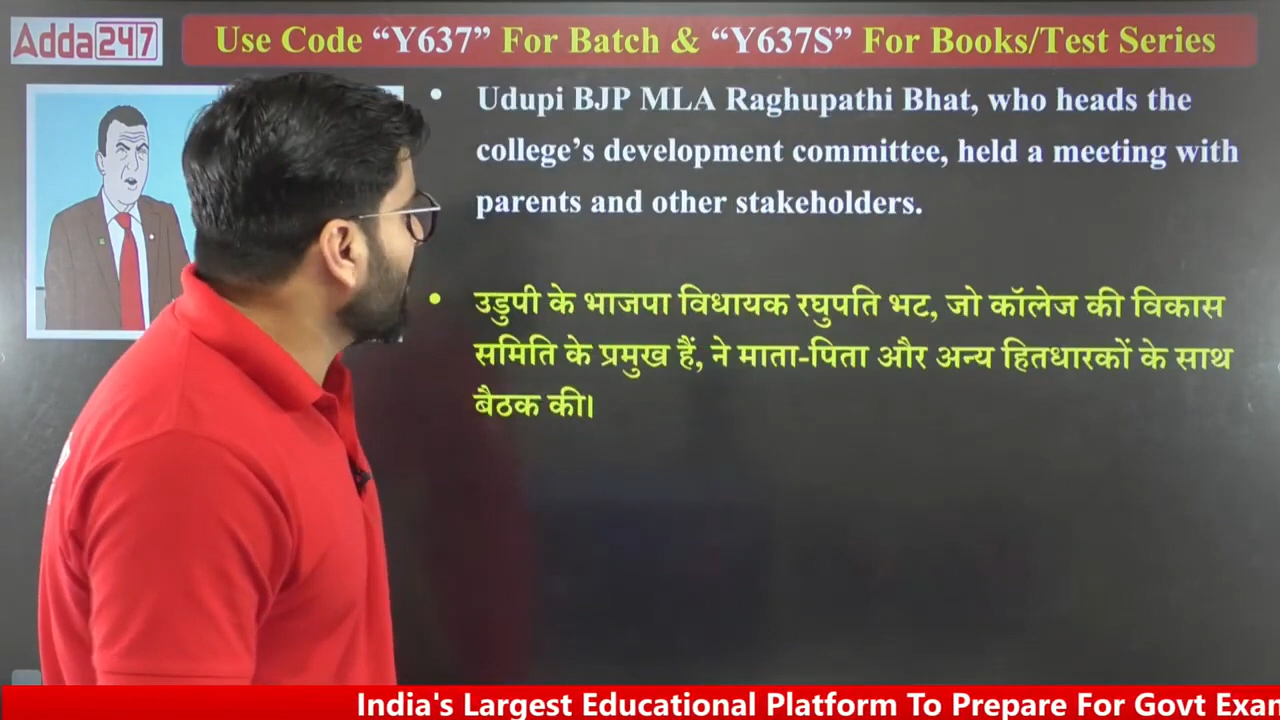 Adda247
Use Code “Y637” For Batch & “Y637S” For Books/Test Series
• Udupi BJP MLA Raghupathi Bhat, who heads the
college’s development committee, held a meeting with
parents and other stakeholders.
• उडुपी के भाजपा विधायक रघुपति भट, जो कॉलेज की विकास
समिति के प्रमुख हैं, ने माता-पिता और अन्य हितधारकों के साथ
बैठक की।
India's Largest Educational Platform To Prepare For Govt Exan